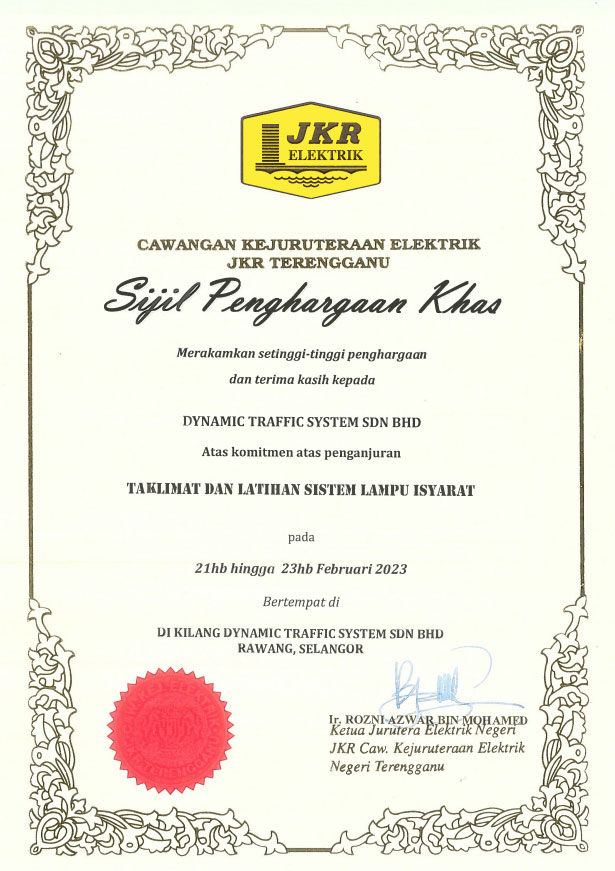 JKR
ELEKTRIK
CAWANGAN KEJURUTERAAN ELEKTRIK
JKR TERENGGANU
Sijil Penghargaan Khas
Merakamkan setinggi-tinggi penghargaan
dan terima kasih kepada
DYNAMIC TRAFFIC SYSTEM SDN BHD
Atas komitmen atas penganjuran
TAKLIMAT DAN LATIHAN SISTEM LAMPU ISYARAT
pada
21hb hingga 23hb Februari 2023
Bertempat di
DI KILANG DYNAMIC TRAFFIC SYSTEM SDN BHD
RAWANG, SELANGOR
Ir. ROZNI AZWAR BIN MOHAMED
Ketua Jurutera Elektrik Negeri
JKR Caw. Kejuruteraan Elektrik
Negeri Terengganu